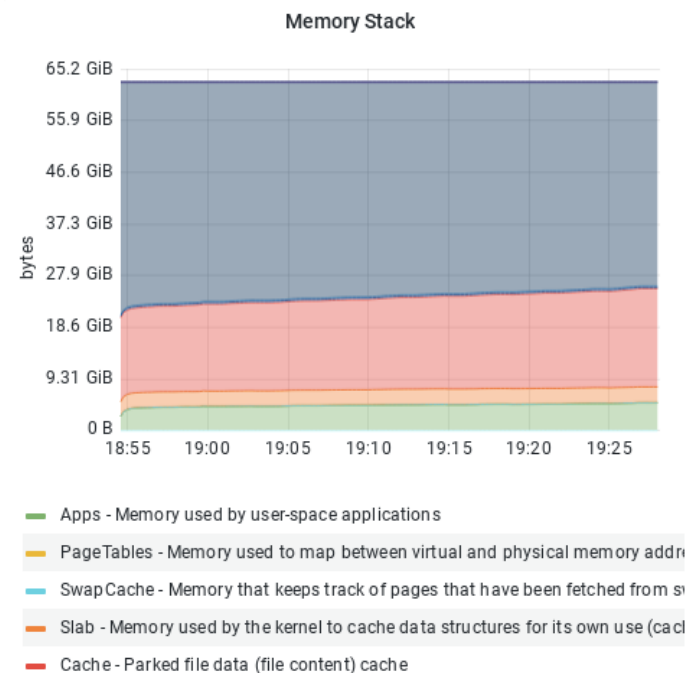 Memory Stack
65.2 GiB
55.9 GiB
46.6 GiB
37.3 GiB
27.9 GiB
18.6 GiB
9.31 GiB
0 B
bytes
18:55 19:00 19:05 19:10 19:15 19:20 19:25
Apps - Memory used by user-space applications
PageTables - Memory used to map between virtual and physical memory addre
SwapCache - Memory that keeps track of pages that have been fetched from sw
Slab - Memory used by the kernel to cache data structures for its own use (cach
Cache - Parked file data (file content) cache